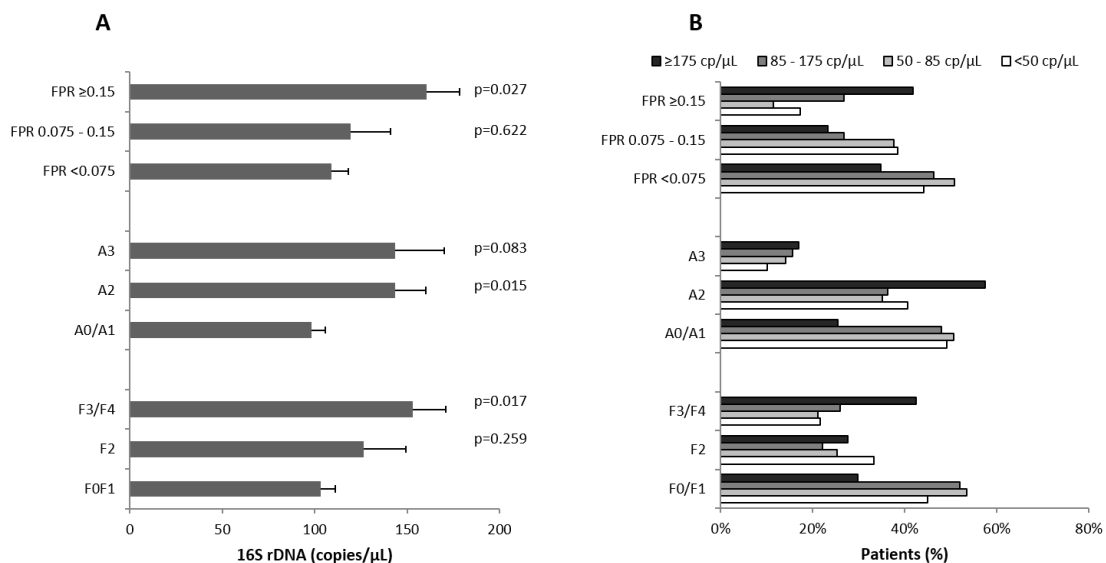 A
FPR ≥0.15
p=0.027
FPR 0.075 - 0.15
p=0.622
FPR <0.075
A3
p=0.083
A2
p=0.015
A0/A1
F3/F4
p=0.017
F2
p=0.259
F0F1
0 50 100 150 200
16S rDNA (copies/µL)
B
≥175 cp/µL 85 - 175 cp/µL 50 - 85 cp/µL <50 cp/µL
FPR ≥0.15
FPR 0.075 - 0.15
FPR <0.075
A3
A2
A0/A1
F3/F4
F2
F0/F1
0% 20% 40% 60% 80%
Patients (%)